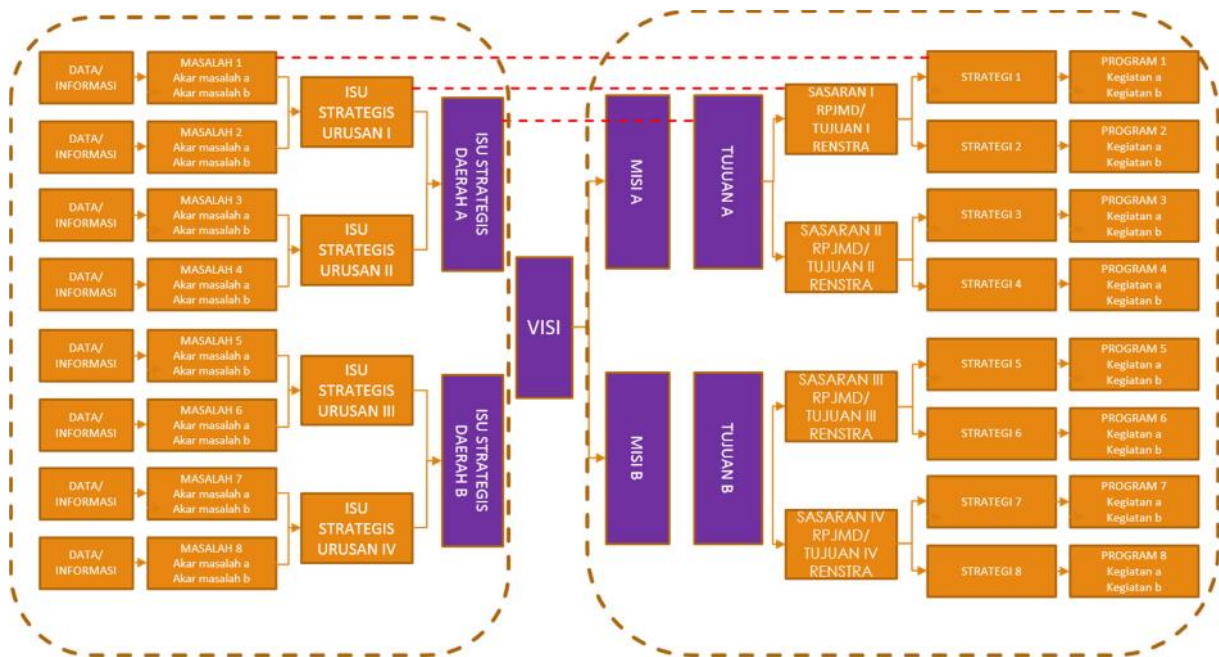 DATA/
INFORMASI
MASALAH 1
Akar masalah a
Akar masalah b
DATA/
INFORMASI
MASALAH 2
Akar masalah a
Akar masalah b
ISU
STRATEGIS
URUSAN I
DATA/
INFORMASI
MASALAH 3
Akar masalah a
Akar masalah b
DATA/
INFORMASI
MASALAH 4
Akar masalah a
Akar masalah b
ISU
STRATEGIS
URUSAN II
ISU STRATEGIS
DAERAH A
DATA/
INFORMASI
MASALAH 5
Akar masalah a
Akar masalah b
DATA/
INFORMASI
MASALAH 6
Akar masalah a
Akar masalah b
ISU
STRATEGIS
URUSAN III
DATA/
INFORMASI
MASALAH 7
Akar masalah a
Akar masalah b
DATA/
INFORMASI
MASALAH 8
Akar masalah a
Akar masalah b
ISU
STRATEGIS
URUSAN IV
ISU STRATEGIS
DAERAH B
VISI
MISI A
TUJUAN A
SASARAN I
RPJMD/
TUJUAN I
RENSTRA
STRATEGI 1
PROGRAM 1
Kegiatan a
Kegiatan b
STRATEGI 2
PROGRAM 2
Kegiatan a
Kegiatan b
SASARAN II
RPJMD/
TUJUAN II
RENSTRA
STRATEGI 3
PROGRAM 3
Kegiatan a
Kegiatan b
STRATEGI 4
PROGRAM 4
Kegiatan a
Kegiatan b
MISI B
TUJUAN B
SASARAN III
RPJMD/
TUJUAN III
RENSTRA
STRATEGI 5
PROGRAM 5
Kegiatan a
Kegiatan b
STRATEGI 6
PROGRAM 6
Kegiatan a
Kegiatan b
SASARAN IV
RPJMD/
TUJUAN IV
RENSTRA
STRATEGI 7
PROGRAM 7
Kegiatan a
Kegiatan b
STRATEGI 8
PROGRAM 8
Kegiatan a
Kegiatan b